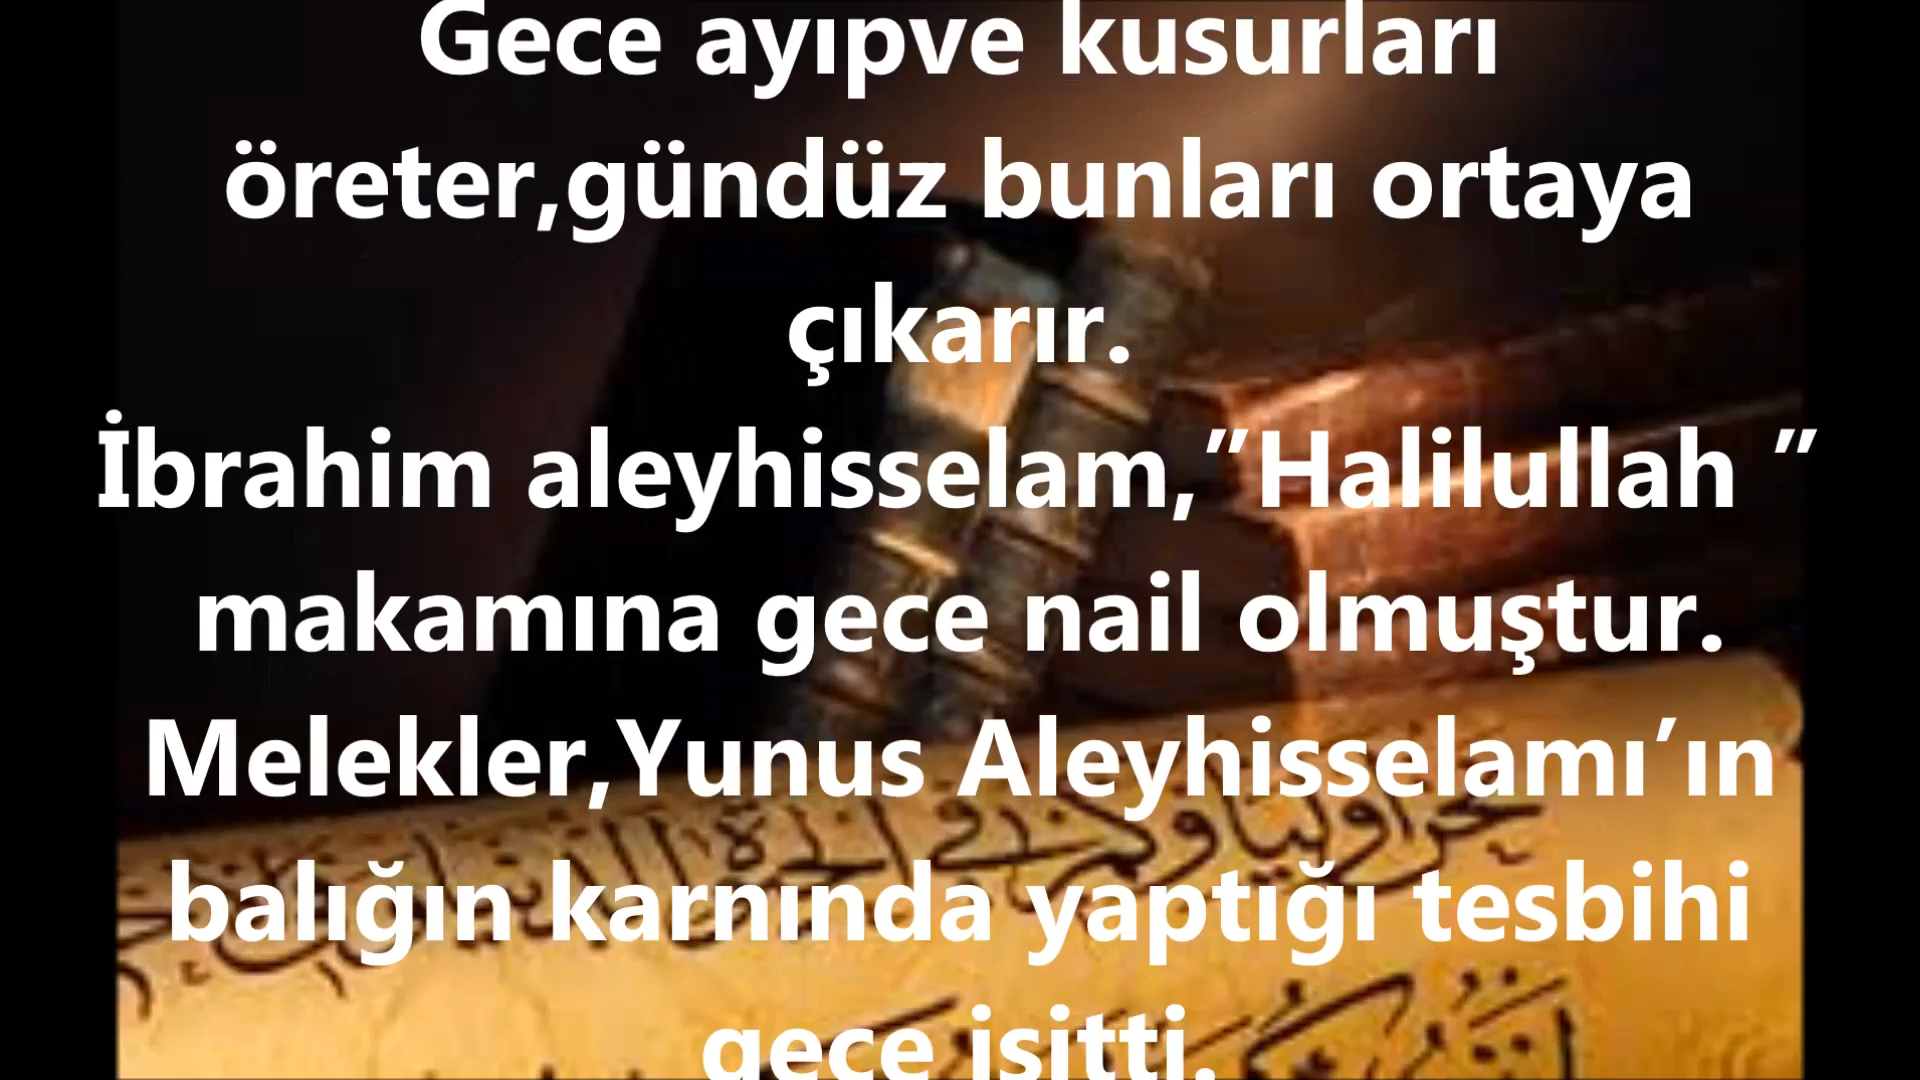 Gece ayıpve kusurları
öreter,gündüz bunları ortaya
çıkarır.
İbrahim aleyhisselam,”Halilullah ”
makamına gece nail olmuştur.
Melekler,Yunus Aleyhisselamı’ın
balığın karnında yaptığı tesbihi
gece işitti.